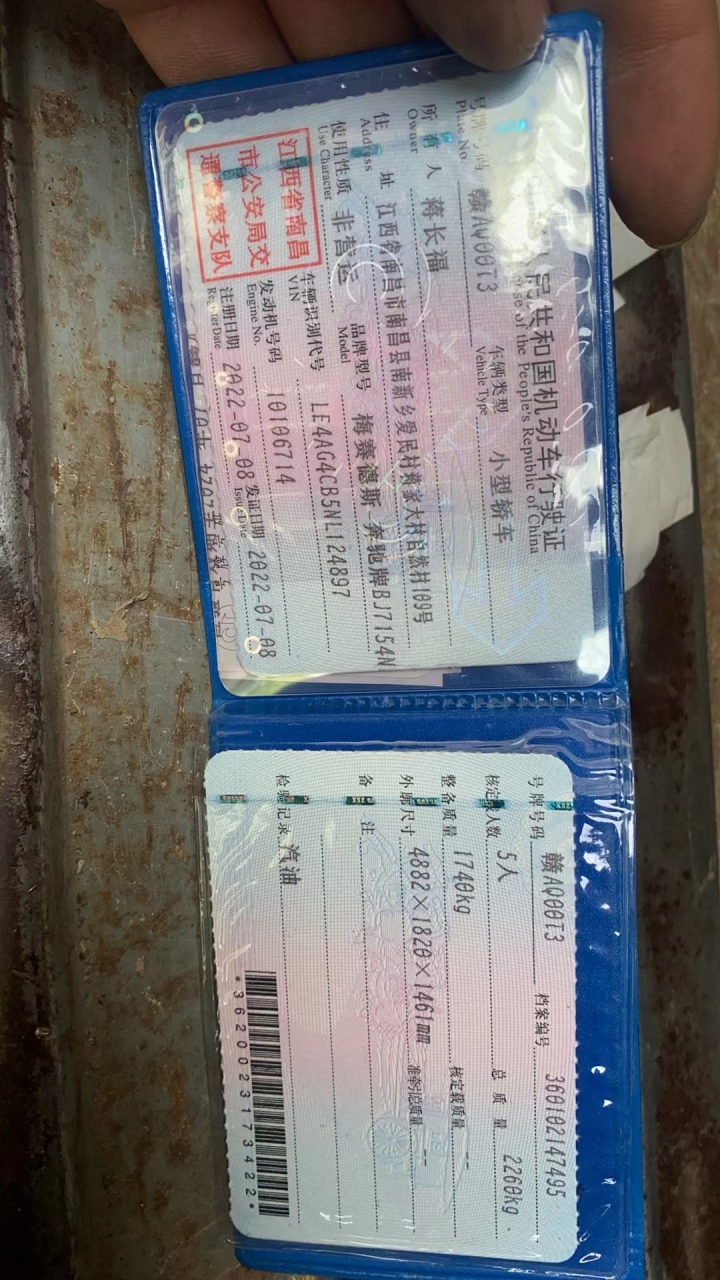 人民共和国机动车行驶证
of the People's Republic of China
号牌号码 赣AQ00T3 车辆类型 小型轿车
Plate No. Vehicle Type
所有人 蒋长福
Owner
住址 江西省南昌市南昌县南新乡爱民村蒋家大村自然村109号
Address
使用性质 非营运 品牌型号 梅赛德斯-奔驰牌BJ7154N
Use Character Model
江西省南昌
市公安局交
通警察支队
车辆识别代号 LE4AG4CB5NL124897
VIN
发动机号码 10106714
Engine No.
注册日期 2022-07-08 发证日期 2022-07-08
Register Date Issue Date
号牌号码 赣AQ00T3 档案编号 360102147495
核定载人数 5人 总质量 2260kg
整备质量 1740kg 核定载质量 --
外廓尺寸 4882×1820×1461mm 准牵引总质量 --
备注
检验记录 汽油
*3620023173422*